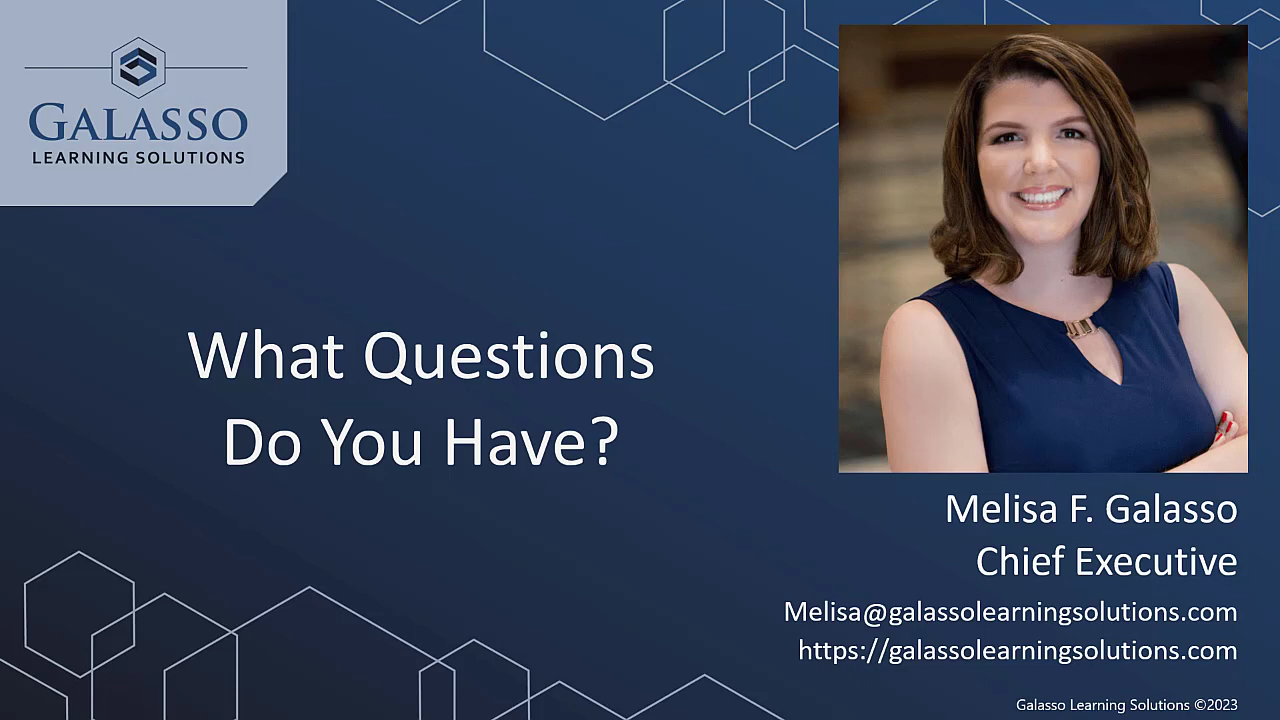 GALASSO
LEARNING SOLUTIONS
What Questions
Do You Have?
Melisa F. Galasso
Chief Executive
Melisa@galassolearningsolutions.com
https://galassolearningsolutions.com
Galasso Learning Solutions ©2023